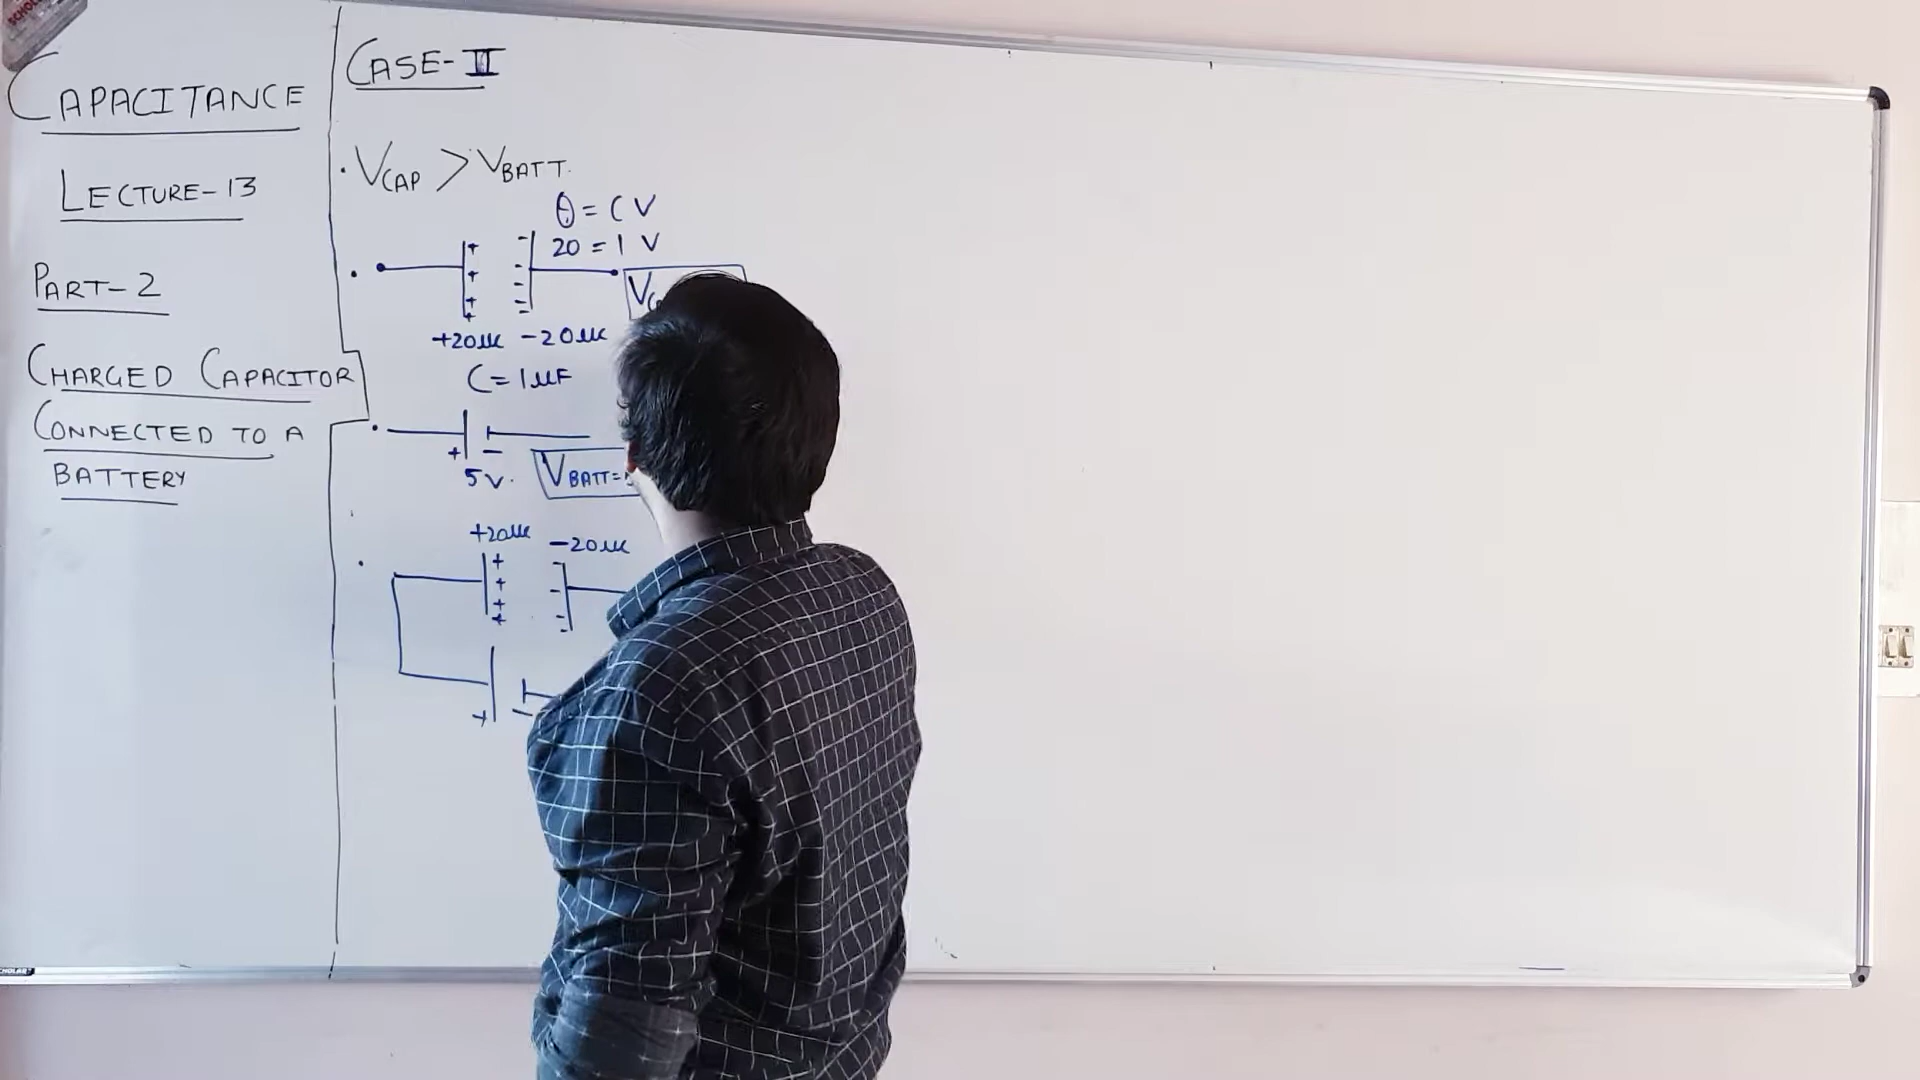 CAPACITANCE
LECTURE-13
PART-2
CHARGED CAPACITOR
CONNECTED TO A
BATTERY
CASE-II
• VCAP > VBATT.
Q = CV
20 = 1 V
+ -
+ -
+ -
+ -
+20μc -20μc
C = 1μF
+ -
5V.
VBATT=
+20μc -20μc
+ -
+ -
+ -
+ -
+ -